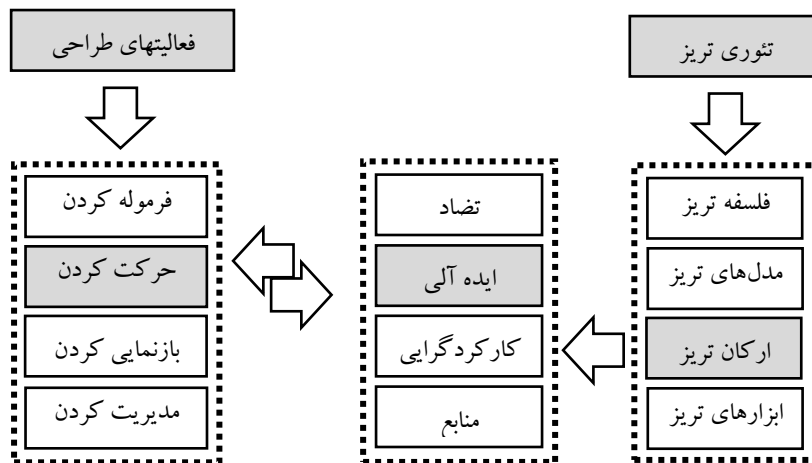 تئوری تریز
فلسفه تریز
مدل‌های تریز
ارکان تریز
ابزارهای تریز
تضاد
ایده آلی
کارکردگرایی
منابع
فعالیتهای طراحی
فرموله کردن
حرکت کردن
بازنمایی کردن
مدیریت کردن